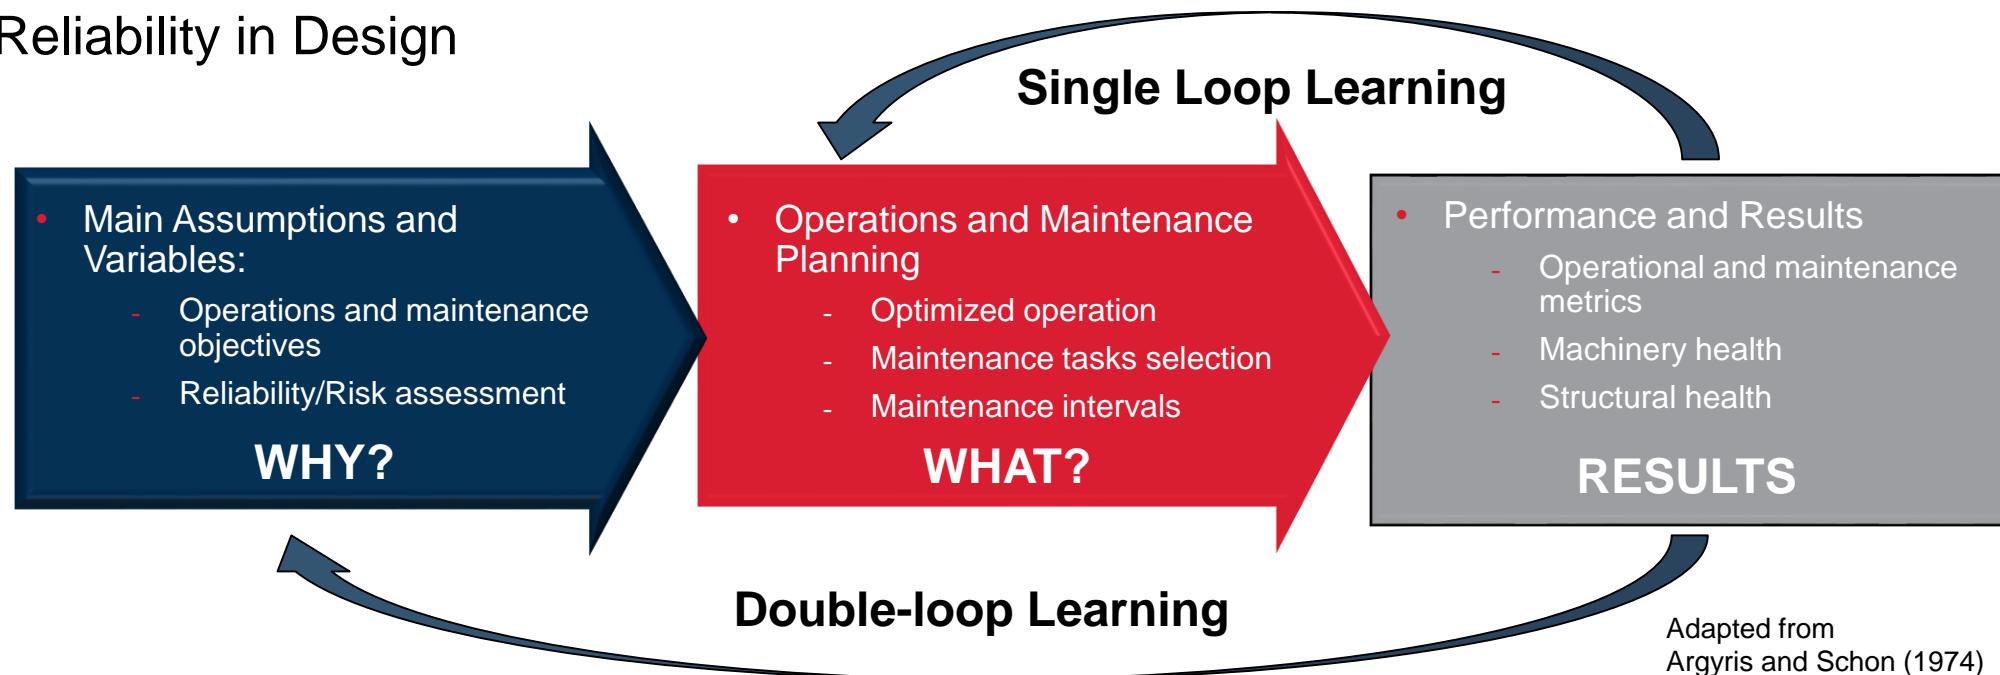 Reliability in Design
Single Loop Learning
• Main Assumptions and
Variables:
- Operations and maintenance
objectives
- Reliability/Risk assessment
WHY?
• Operations and Maintenance
Planning
- Optimized operation
- Maintenance tasks selection
- Maintenance intervals
WHAT?
• Performance and Results
- Operational and maintenance
metrics
- Machinery health
- Structural health
RESULTS
Double-loop Learning
Adapted from
Argyris and Schon (1974)